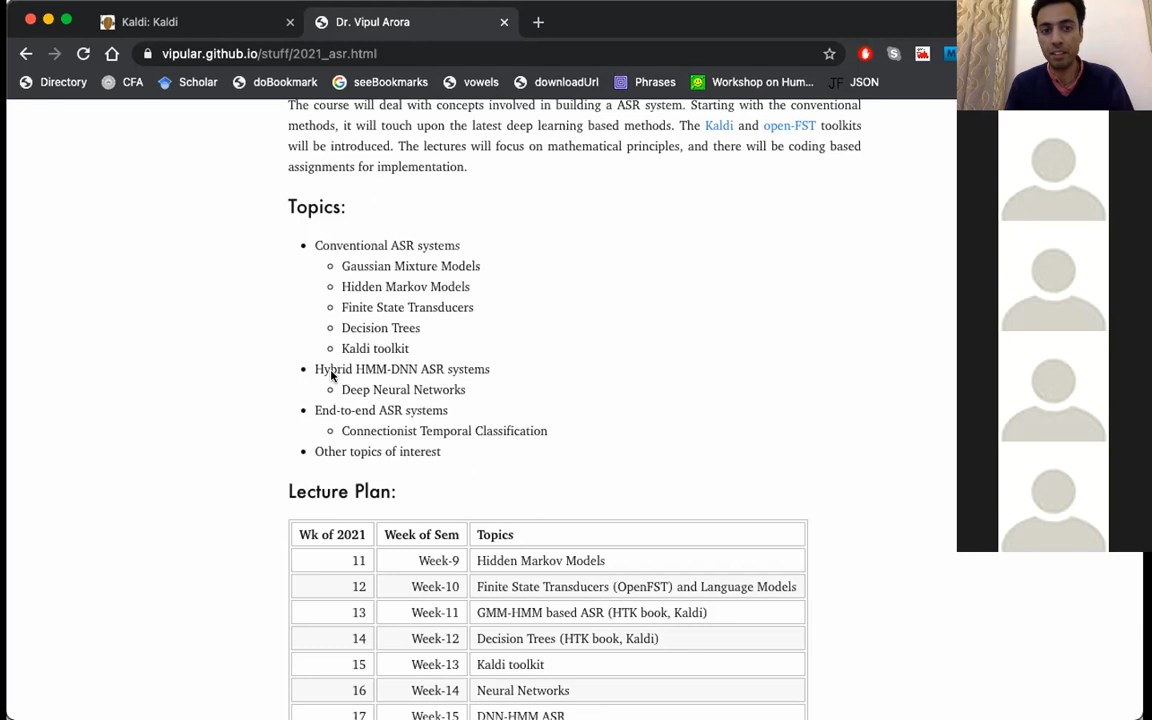 Kaldi: Kaldi
Dr. Vipul Arora
vipular.github.io/stuff/2021_asr.html
Directory CFA Scholar doBookmark seeBookmarks vowels downloadUrl Phrases Workshop on Hum... JF JSON
The course will deal with concepts involved in building a ASR system. Starting with the conventional
methods, it will touch upon the latest deep learning based methods. The Kaldi and open-FST toolkits
will be introduced. The lectures will focus on mathematical principles, and there will be coding based
assignments for implementation.
Topics:
Conventional ASR systems
Gaussian Mixture Models
Hidden Markov Models
Finite State Transducers
Decision Trees
Kaldi toolkit
Hybrid HMM-DNN ASR systems
Deep Neural Networks
End-to-end ASR systems
Connectionist Temporal Classification
Other topics of interest
Lecture Plan:
Wk of 2021 Week of Sem Topics
11 Week-9 Hidden Markov Models
12 Week-10 Finite State Transducers (OpenFST) and Language Models
13 Week-11 GMM-HMM based ASR (HTK book, Kaldi)
14 Week-12 Decision Trees (HTK book, Kaldi)
15 Week-13 Kaldi toolkit
16 Week-14 Neural Networks
17 Week-15 DNN-HMM ASR